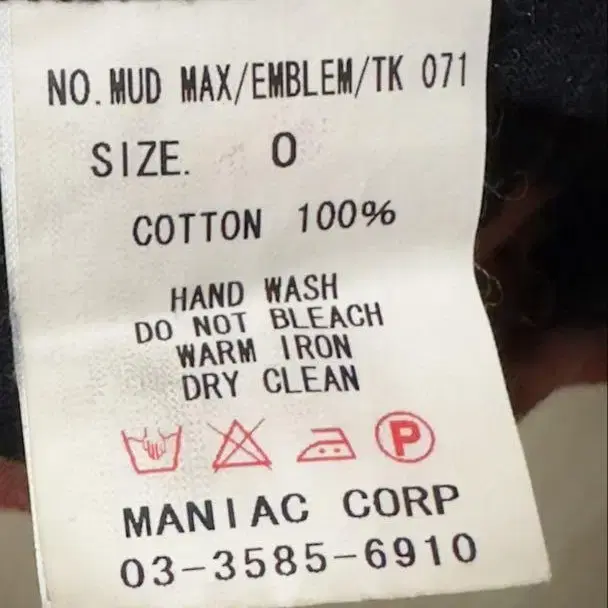 NO. MUD MAX/EMBLEM/TK 071
SIZE. 0
COTTON 100%
HAND WASH
DO NOT BLEACH
WARM IRON
DRY CLEAN
P
MANIAC CORP
03-3585-6910